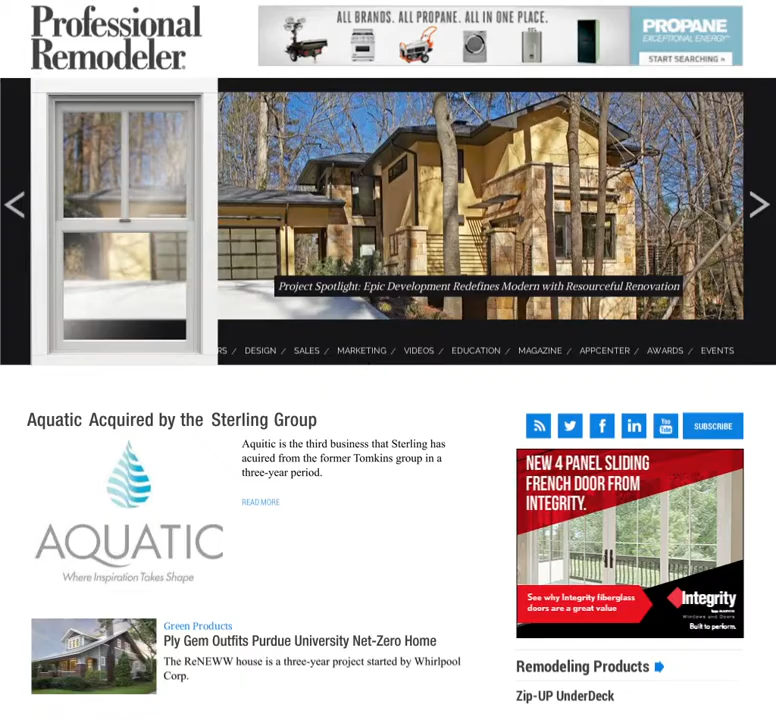 Professional
Remodeler®
ALL BRANDS. ALL PROPANE. ALL IN ONE PLACE.
PROPANE
EXCEPTIONAL ENERGY
START SEARCHING »
Project Spotlight: Epic Development Redefines Modern with Resourceful Renovation
RS / DESIGN / SALES / MARKETING / VIDEOS / EDUCATION / MAGAZINE / APPCENTER / AWARDS / EVENTS
Aquatic Acquired by the Sterling Group
Aquitic is the third business that Sterling has
acuired from the former Tomkins group in a
three-year period.
READ MORE
AQUATIC
Where Inspiration Takes Shape
You
Tube
SUBSCRIBE
NEW 4 PANEL SLIDING
FRENCH DOOR FROM
INTEGRITY.
See why Integrity fiberglass
doors are a great value
Integrity
Windows and Doors
Built to perform.
Green Products
Ply Gem Outfits Purdue University Net-Zero Home
The ReNEWW house is a three-year project started by Whirlpool
Corp.
Remodeling Products
Zip-UP UnderDeck